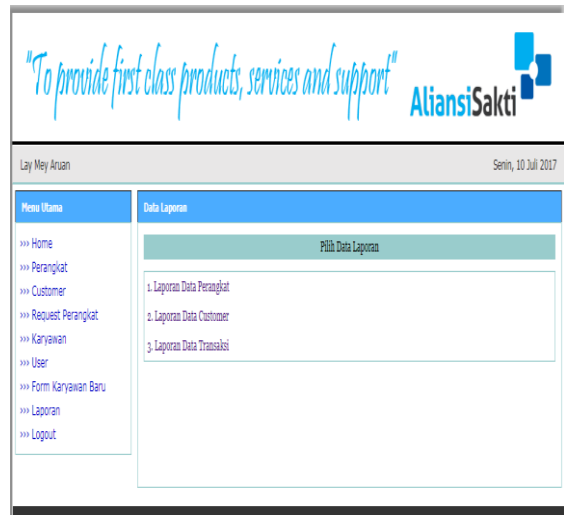 "To provide first class products, services and support"
AliansiSakti
Lay Mey Aruan
Senin, 10 Juli 2017
Menu Utama
»» Home
»» Perangkat
»» Customer
»» Request Perangkat
»» Karyawan
»» User
»» Form Karyawan Baru
»» Laporan
»» Logout
Data Laporan
Pilih Data Laporan
1. Laporan Data Perangkat
2. Laporan Data Customer
3. Laporan Data Transaksi